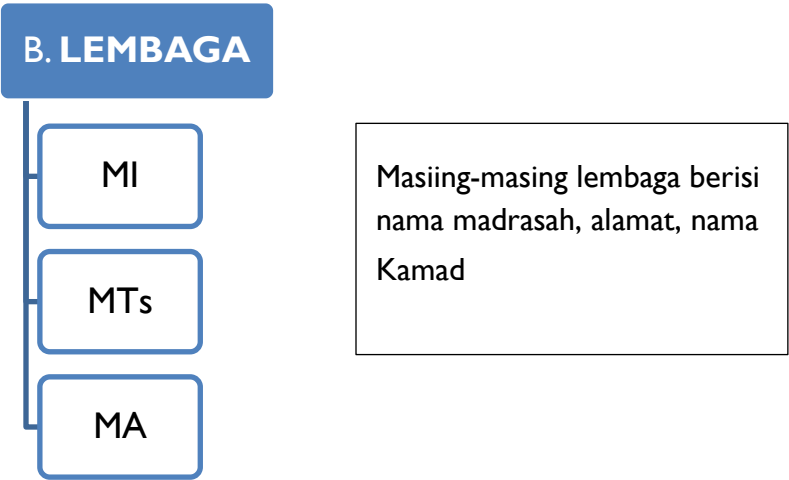 B. LEMBAGA
MI
MTs
MA
Masiing-masing lembaga berisi
nama madrasah, alamat, nama
Kamad